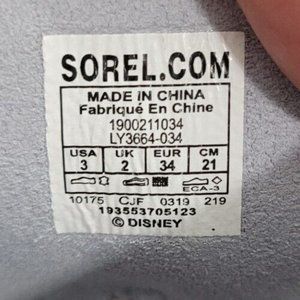 SOREL.COM
MADE IN CHINA
Fabriqué En Chine
1900211034
LY3664-034
USA UK EUR CM
3 2 34 21
ECA-3
10175 CJF 0319 219
193553705123
© DISNEY